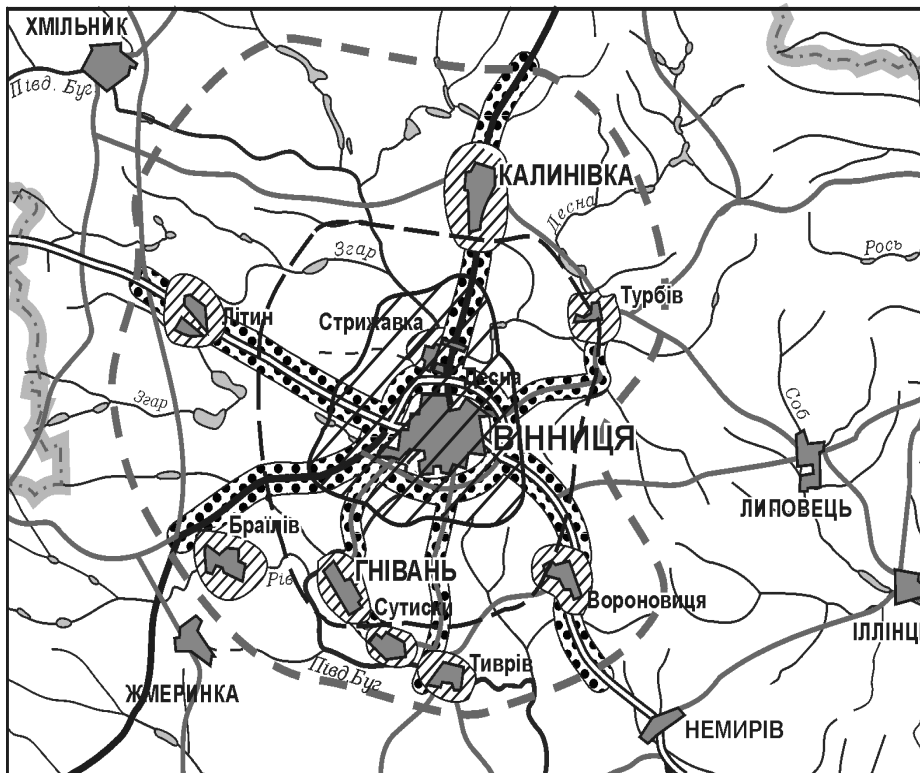 ХМІЛЬНИК
Півд. Буг
КАЛИНІВКА
Десна
Згар
Рось
Турбів
Літин
Стрижавка
Десна
Згар
Соб
ВІННИЦЯ
ЛИПОВЕЦЬ
Браїлів
ГНІВАНЬ
Рів
Сутиски
Вороновиця
ІЛЛІНЦІ
Півд.Буг
Тиврів
ЖМЕРИНКА
НЕМИРІВ